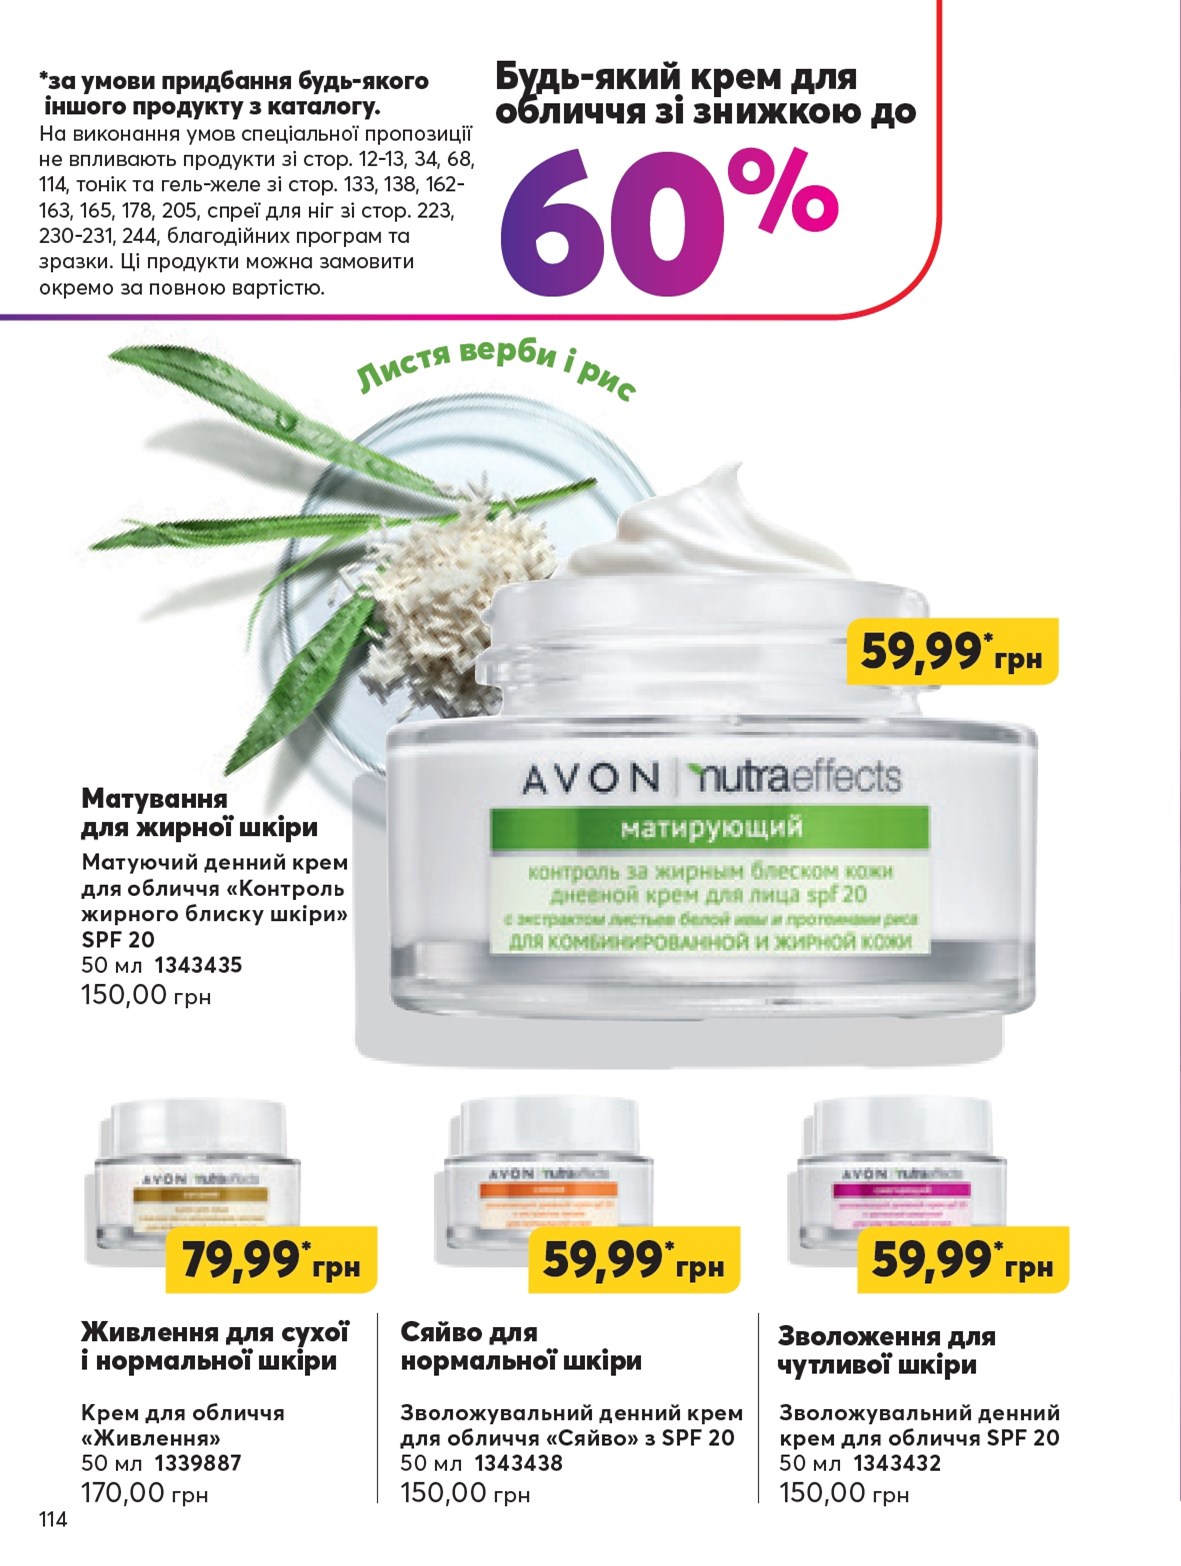 *за умови придбання будь-якого
іншого продукту з каталогу.
На виконання умов спеціальної пропозиції
не впливають продукти зі стор. 12-13, 34, 68,
114, тонік та гель-желе зі стор. 133, 138, 162-
163, 165, 178, 205, спреї для ніг зі стор. 223,
230-231, 244, благодійних програм та
зразки. Ці продукти можна замовити
окремо за повною вартістю.
Будь-який крем для
обличчя зі знижкою до
60%
Листя верби і рис
59,99* грн
AVON nutraeffects
матирующий
контроль за жирным блеском кожи
дневной крем для лица spf 20
с экстрактом листьев белой ивы и протеинами риса
ДЛЯ КОМБИНИРОВАННОЙ И ЖИРНОЙ КОЖИ
Матування
для жирної шкіри
Матуючий денний крем
для обличчя «Контроль
жирного блиску шкіри»
SPF 20
50 мл 1343435
150,00 грн
AVON nutraeffects
79,99* грн
Живлення для сухої
і нормальної шкіри
Крем для обличчя
«Живлення»
50 мл 1339887
170,00 грн
AVON nutraeffects
59,99* грн
Сяйво для
нормальної шкіри
Зволожувальний денний крем
для обличчя «Сяйво» з SPF 20
50 мл 1343438
150,00 грн
AVON nutraeffects
59,99* грн
Зволоження для
чутливої шкіри
Зволожувальний денний
крем для обличчя SPF 20
50 мл 1343432
150,00 грн
114